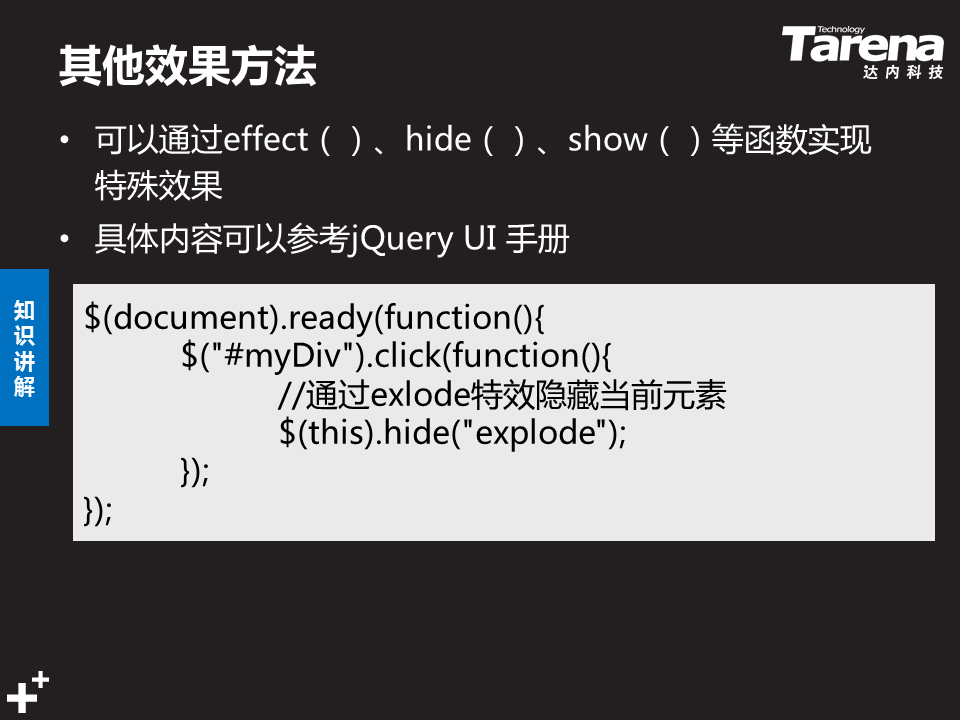 其他效果方法
Technology
Tarena
达内科技
• 可以通过effect（）、hide（）、show（）等函数实现
特殊效果
• 具体内容可以参考jQuery UI 手册
知
识
讲
解
$(document).ready(function(){
$("#myDiv").click(function(){
//通过exlode特效隐藏当前元素
$(this).hide("explode");
});
});